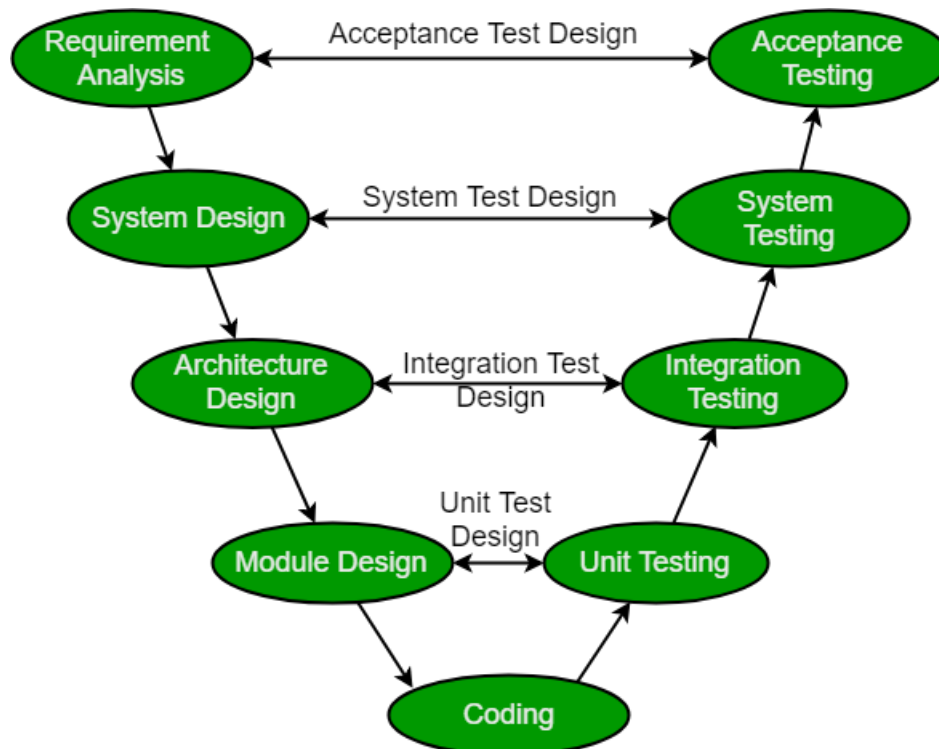 Requirement
Analysis
Acceptance Test Design
Acceptance
Testing
System Design
System Test Design
System
Testing
Architecture
Design
Integration Test
Design
Integration
Testing
Module Design
Unit Test
Design
Unit Testing
Coding